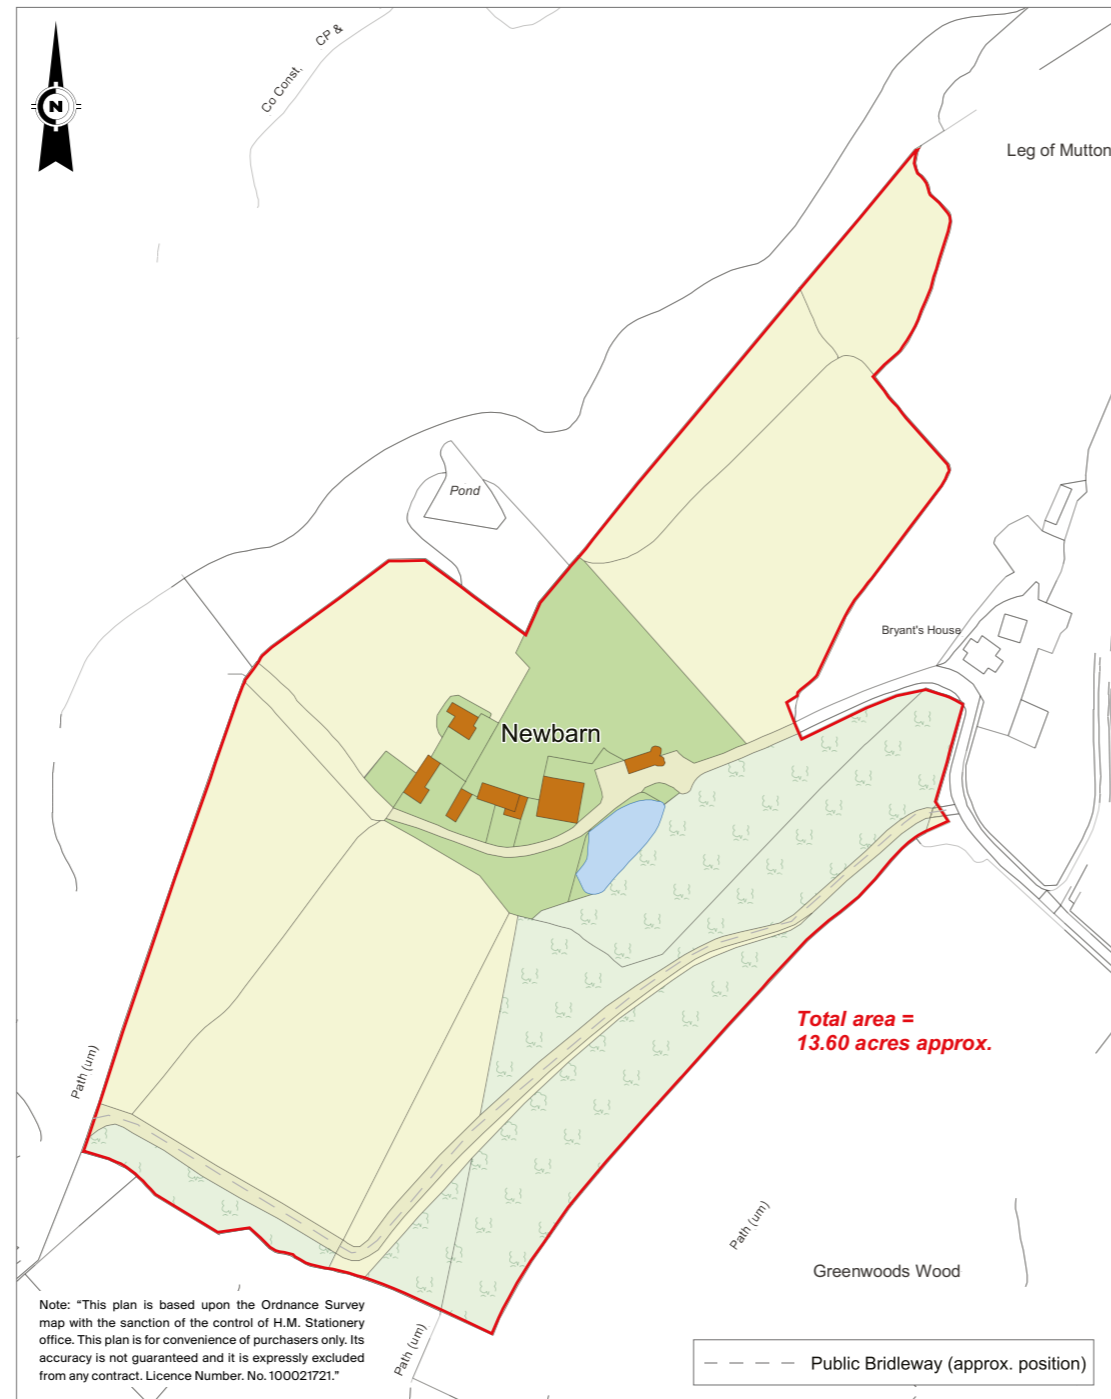 CP &
Co Const,
N
Leg of Mutton
Pond
Bryant's House
Newbarn
Total area =
13.60 acres approx.
Path (um)
Path (um)
Greenwoods Wood
Path (um)
Note: “This plan is based upon the Ordnance Survey
map with the sanction of the control of H.M. Stationery
office. This plan is for convenience of purchasers only. Its
accuracy is not guaranteed and it is expressly excluded
from any contract. Licence Number. No. 100021721.”
Public Bridleway (approx. position)